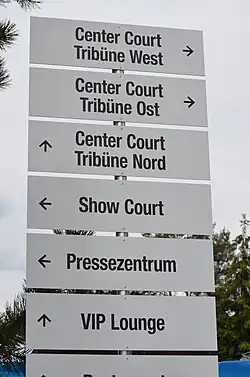 Center Court
Tribüne West
Center Court
Tribüne Ost
Center Court
Tribüne Nord
Show Court
Pressezentrum
VIP Lounge